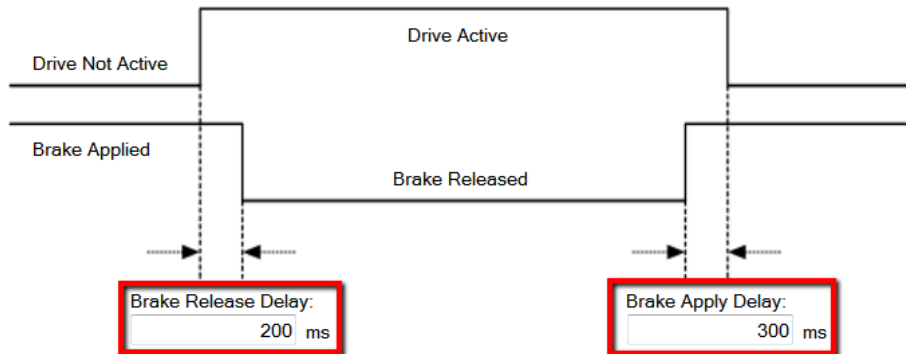 Drive Active
Drive Not Active
Brake Applied
Brake Released
Brake Release Delay:
200 ms
Brake Apply Delay:
300 ms